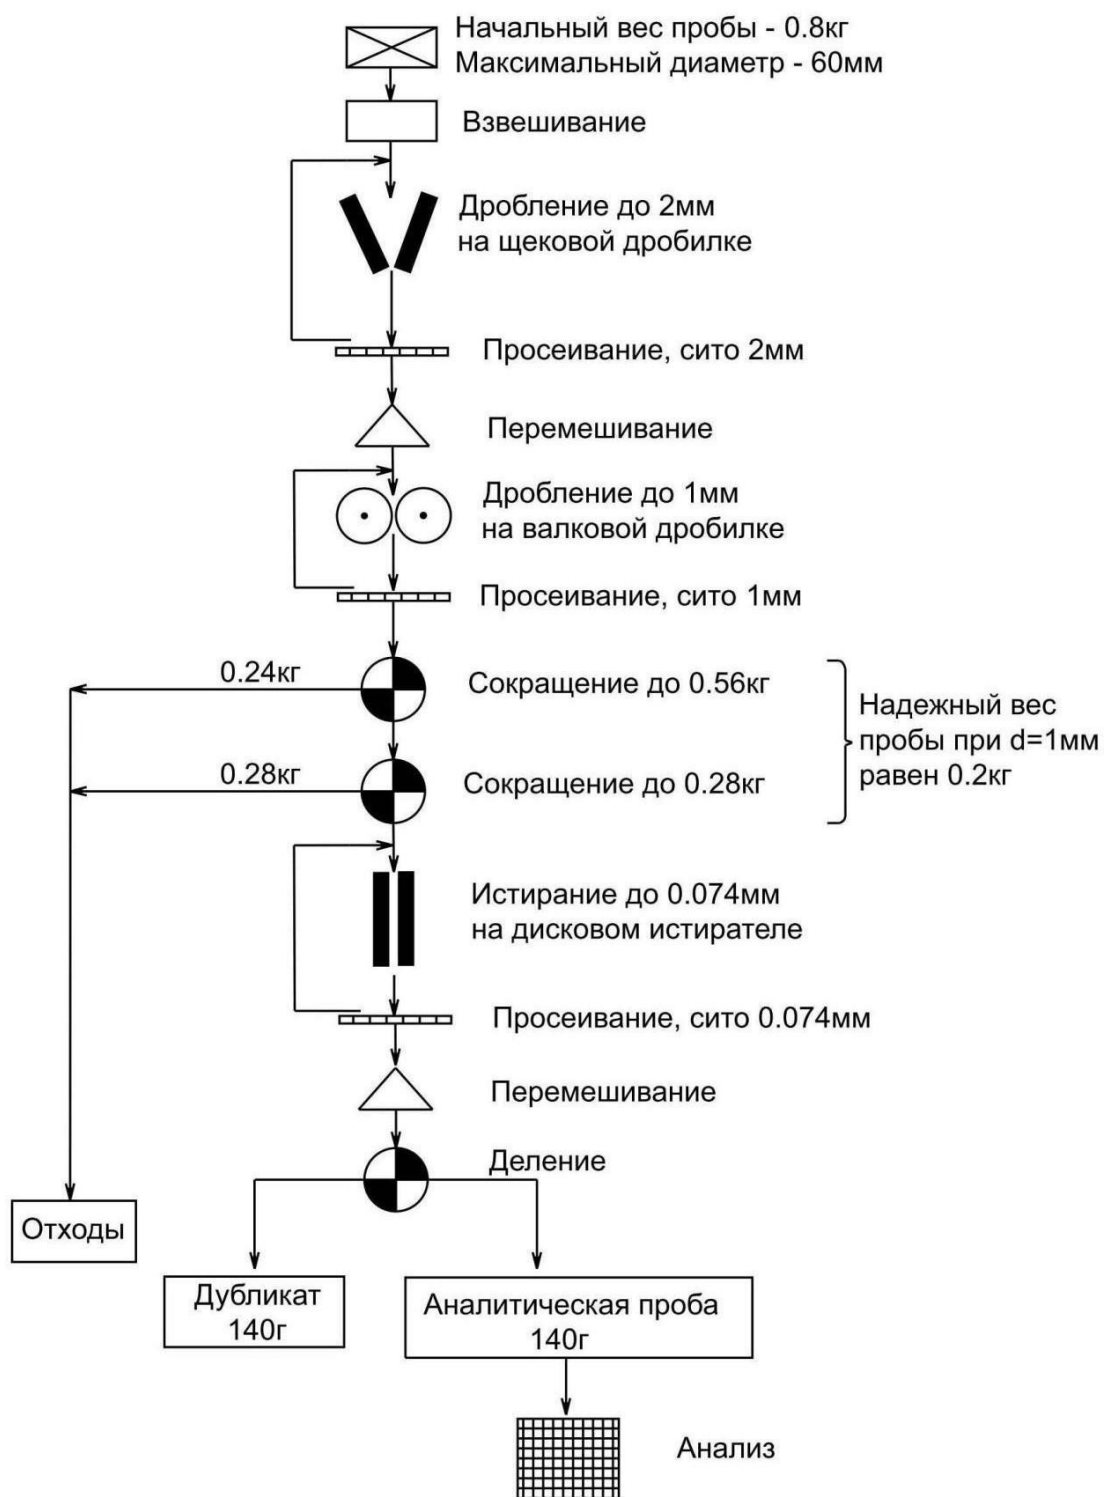 Начальный вес пробы - 0.8кг
Максимальный диаметр - 60мм
Взвешивание
Дробление до 2мм
на щековой дробилке
Просеивание, сито 2мм
Перемешивание
Дробление до 1мм
на валковой дробилке
Просеивание, сито 1мм
0.24кг
Сокращение до 0.56кг
Надежный вес
пробы при d=1мм
равен 0.2кг
0.28кг
Сокращение до 0.28кг
Истирание до 0.074мм
на дисковом истирателе
Просеивание, сито 0.074мм
Перемешивание
Деление
Отходы
Дубликат
140г
Аналитическая проба
140г
Анализ